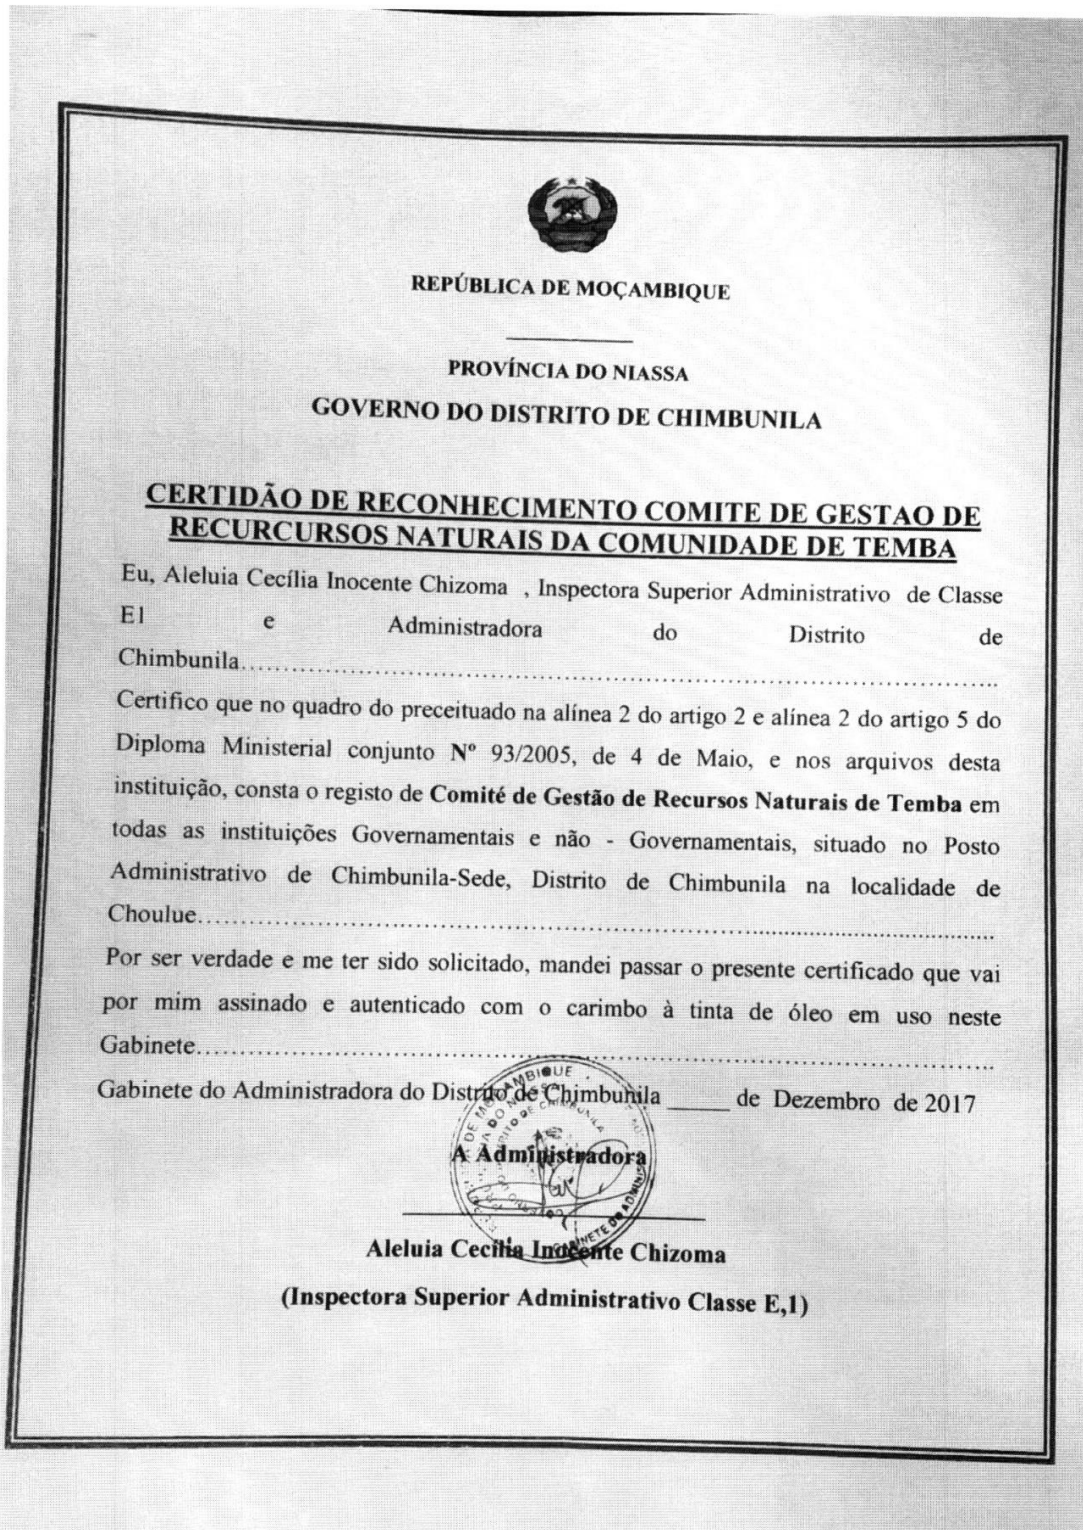 REPÚBLICA DE MOÇAMBIQUE
PROVÍNCIA DO NIASSA
GOVERNO DO DISTRITO DE CHIMBUNILA
CERTIDÃO DE RECONHECIMENTO COMITE DE GESTAO DE
RECURCURSOS NATURAIS DA COMUNIDADE DE TEMBA
Eu, Aleluia Cecília Inocente Chizoma , Inspectora Superior Administrativo de Classe
E1 e Administradora do Distrito de
Chimbunila....................................................................................................
Certifico que no quadro do preceituado na alínea 2 do artigo 2 e alínea 2 do artigo 5 do
Diploma Ministerial conjunto Nº 93/2005, de 4 de Maio, e nos arquivos desta
instituição, consta o registo de Comité de Gestão de Recursos Naturais de Temba em
todas as instituições Governamentais e não - Governamentais, situado no Posto
Administrativo de Chimbunila-Sede, Distrito de Chimbunila na localidade de
Choulue....................................................................................................
Por ser verdade e me ter sido solicitado, mandei passar o presente certificado que vai
por mim assinado e autenticado com o carimbo à tinta de óleo em uso neste
Gabinete....................................................................................................
Gabinete do Administradora do Distrito de Chimbunila _____ de Dezembro de 2017
A Administradora
Aleluia Cecília Inocente Chizoma
(Inspectora Superior Administrativo Classe E,1)